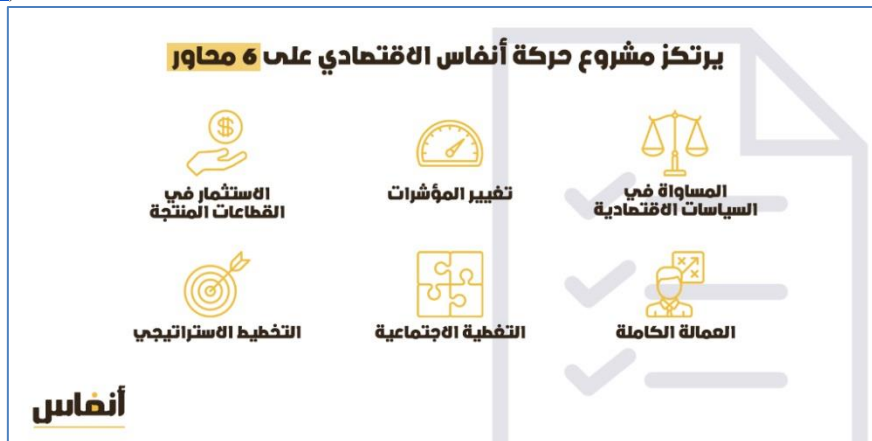 يرتكز مشروع حركة أنفاس الاقتصادي على 6 محاور
المساواة في
السياسات الاقتصادية
تغيير المؤشرات
الاستثمار في
القطاعات المنتجة
العمالة الكاملة
التغطية الاجتماعية
التخطيط الاستراتيجي
أنفاس